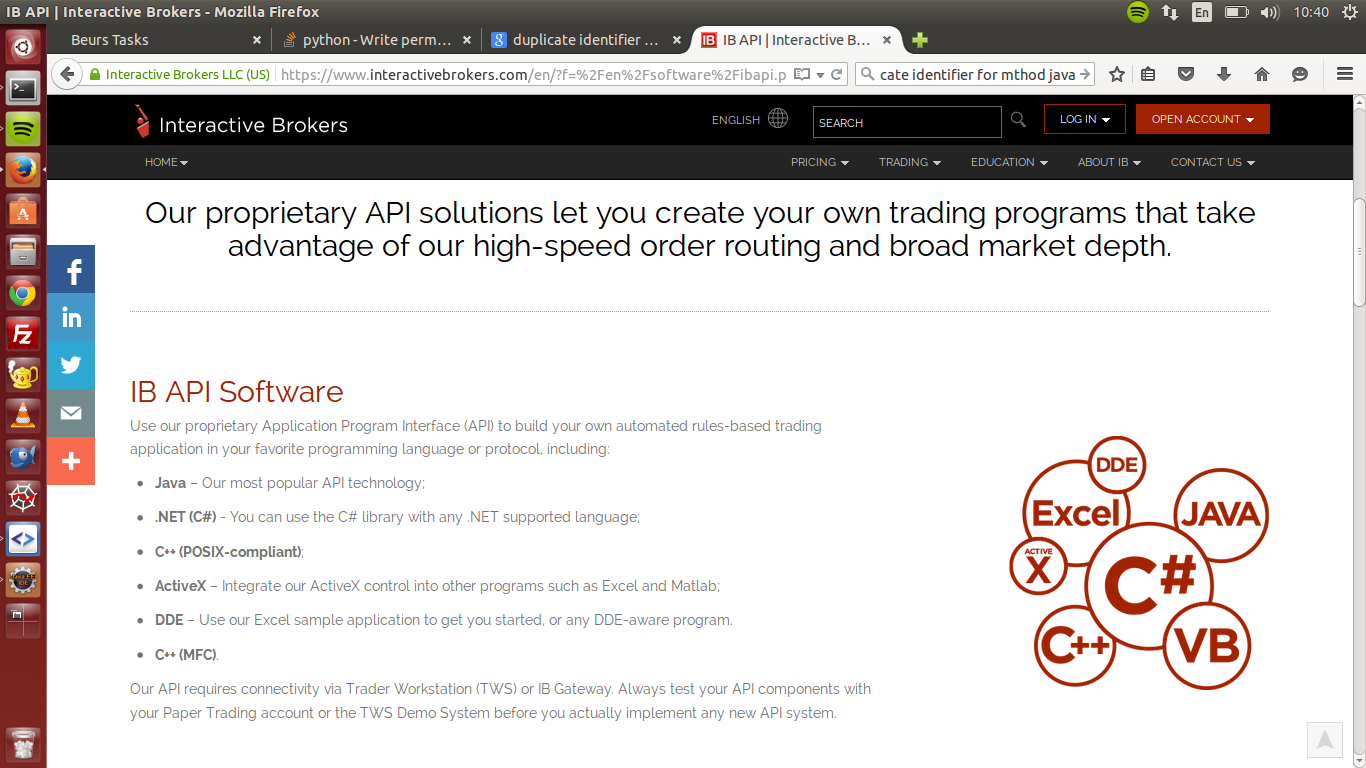 IB API | Interactive Brokers - Mozilla Firefox
En
10:40
Beurs Tasks
python - Write perm...
duplicate identifier ...
IB API | Interactive B...
Interactive Brokers LLC (US)
https://www.interactivebrokers.com/en/?f=%2Fen%2Fsoftware%2Fibapi.p
cate identifier for mthod java
Interactive Brokers
ENGLISH
SEARCH
LOG IN
OPEN ACCOUNT
HOME
PRICING
TRADING
EDUCATION
ABOUT IB
CONTACT US
Our proprietary API solutions let you create your own trading programs that take
advantage of our high-speed order routing and broad market depth.
IB API Software
Use our proprietary Application Program Interface (API) to build your own automated rules-based trading
application in your favorite programming language or protocol, including:
• Java – Our most popular API technology;
• .NET (C#) - You can use the C# library with any .NET supported language;
• C++ (POSIX-compliant);
• ActiveX – Integrate our ActiveX control into other programs such as Excel and Matlab;
• DDE – Use our Excel sample application to get you started, or any DDE-aware program.
• C++ (MFC).
Our API requires connectivity via Trader Workstation (TWS) or IB Gateway. Always test your API components with
your Paper Trading account or the TWS Demo System before you actually implement any new API system.
DDE
Excel
JAVA
ACTIVE
X
C#
C++
VB